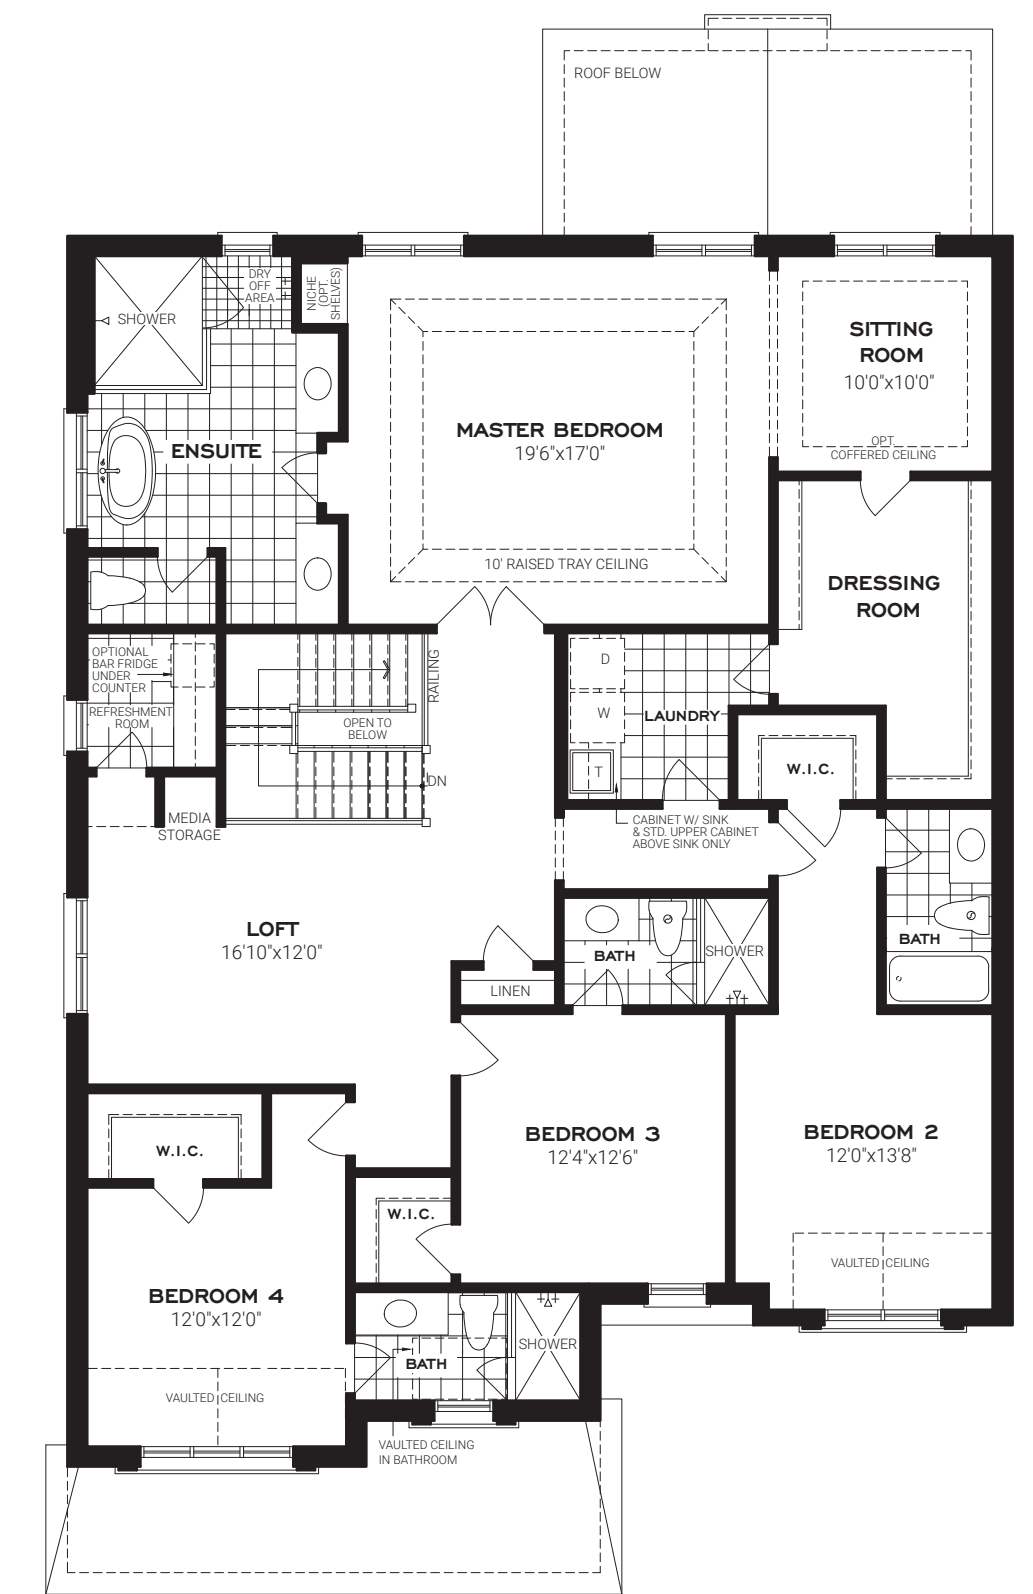 ROOF BELOW
DRY
OFF
AREA
NICHE
(OPT.
SHELVES)
SHOWER
SITTING
ROOM
10'0"x10'0"
OPT.
COFFERED CEILING
MASTER BEDROOM
19'6"x17'0"
ENSUITE
10' RAISED TRAY CEILING
DRESSING
ROOM
OPTIONAL
BAR FRIDGE
UNDER
COUNTER
REFRESHMENT
ROOM
RAILING
OPEN TO
BELOW
DN
D
W
T
LAUNDRY
W.I.C.
MEDIA
STORAGE
CABINET W/ SINK
& STD. UPPER CABINET
ABOVE SINK ONLY
LOFT
16'10"x12'0"
BATH
SHOWER
BATH
LINEN
BEDROOM 3
12'4"x12'6"
BEDROOM 2
12'0"x13'8"
W.I.C.
W.I.C.
VAULTED CEILING
BEDROOM 4
12'0"x12'0"
SHOWER
BATH
VAULTED CEILING
VAULTED CEILING
IN BATHROOM